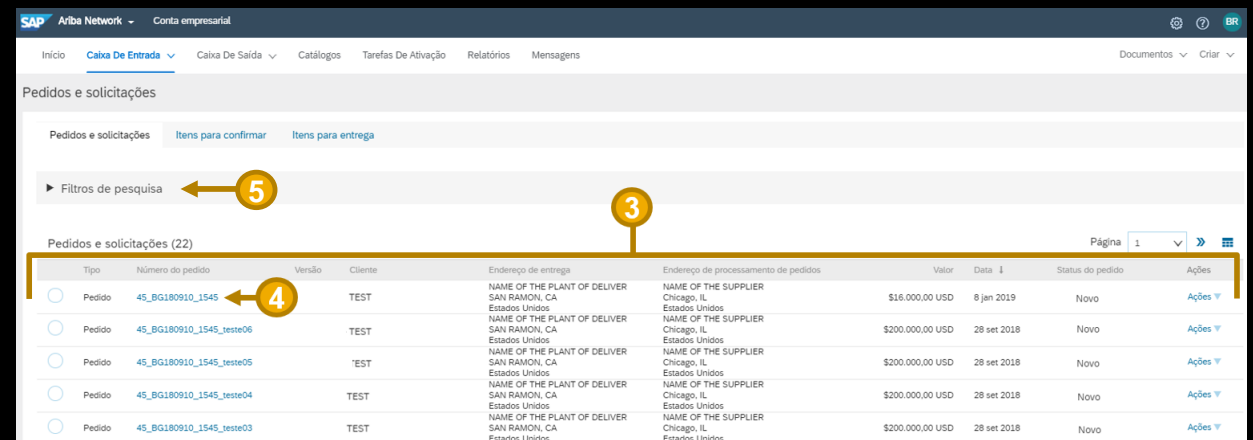 SAP Ariba Network Conta empresarial BR
Início Caixa De Entrada Caixa De Saída Catálogos Tarefas De Ativação Relatórios Mensagens Documentos Criar
Pedidos e solicitações
Pedidos e solicitações Itens para confirmar Itens para entrega
Filtros de pesquisa 5
3
Pedidos e solicitações (22) Página 1
Tipo Número do pedido Versão Cliente Endereço de entrega Endereço de processamento de pedidos Valor Data Status do pedido Ações
NAME OF THE PLANT OF DELIVER NAME OF THE SUPPLIER
Pedido 45_BG180910_1545 4 TEST SAN RAMON, CA Chicago, IL $16.000,00 USD 8 jan 2019 Novo Ações
Estados Unidos Estados Unidos
NAME OF THE PLANT OF DELIVER NAME OF THE SUPPLIER
Pedido 45_BG180910_1545_teste06 TEST SAN RAMON, CA Chicago, IL $200.000,00 USD 28 set 2018 Novo Ações
Estados Unidos Estados Unidos
NAME OF THE PLANT OF DELIVER NAME OF THE SUPPLIER
Pedido 45_BG180910_1545_teste05 EST SAN RAMON, CA Chicago, IL $200.000,00 USD 28 set 2018 Novo Ações
Estados Unidos Estados Unidos
NAME OF THE PLANT OF DELIVER NAME OF THE SUPPLIER
Pedido 45_BG180910_1545_teste04 TEST SAN RAMON, CA Chicago, IL $200.000,00 USD 28 set 2018 Novo Ações
Estados Unidos Estados Unidos
NAME OF THE PLANT OF DELIVER NAME OF THE SUPPLIER
Pedido 45_BG180910_1545_teste03 TEST SAN RAMON, CA Chicago, IL $200.000,00 USD 28 set 2018 Novo Ações
Estados Unidos Estados Unidos